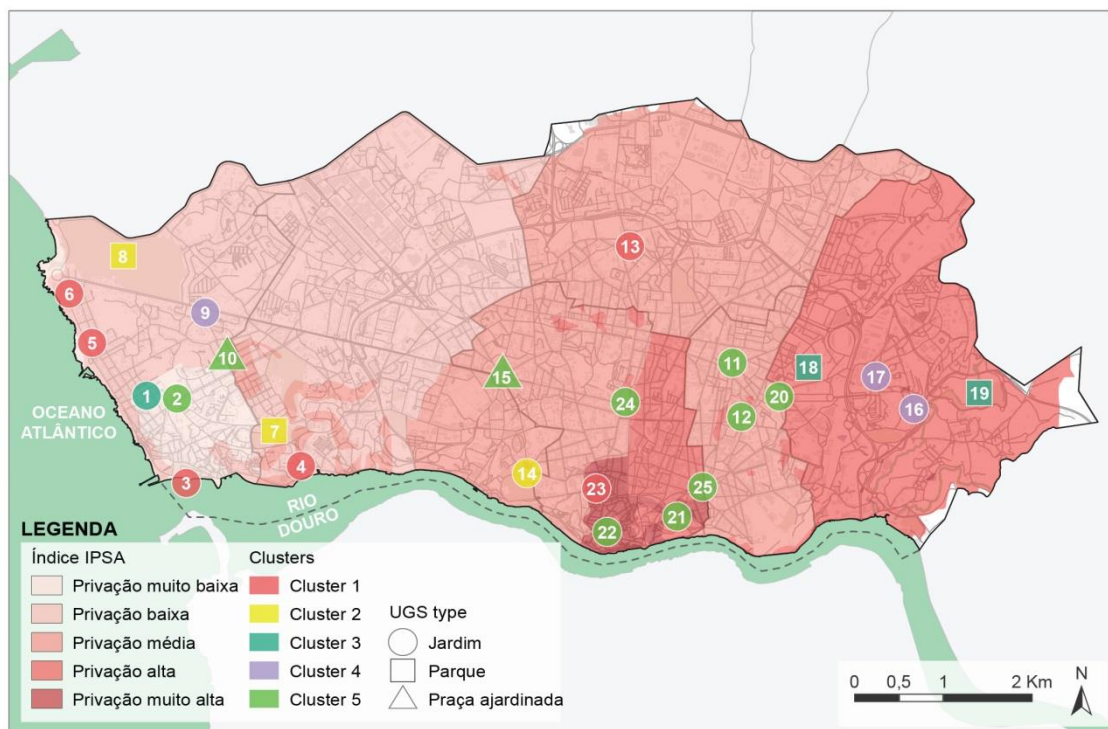 8
13
6
9
5
10
11
18
17
15
1
2
24
20
19
12
16
OCEANO
ATLÂNTICO
7
4
14
23
25
3
21
22
RIO
DOURO
LEGENDA
Índice IPSA
Privação muito baixa
Privação baixa
Privação média
Privação alta
Privação muito alta
Clusters
Cluster 1
Cluster 2
Cluster 3
Cluster 4
Cluster 5
UGS type
Jardim
Parque
Praça ajardinada
0 0,5 1 2 Km
N